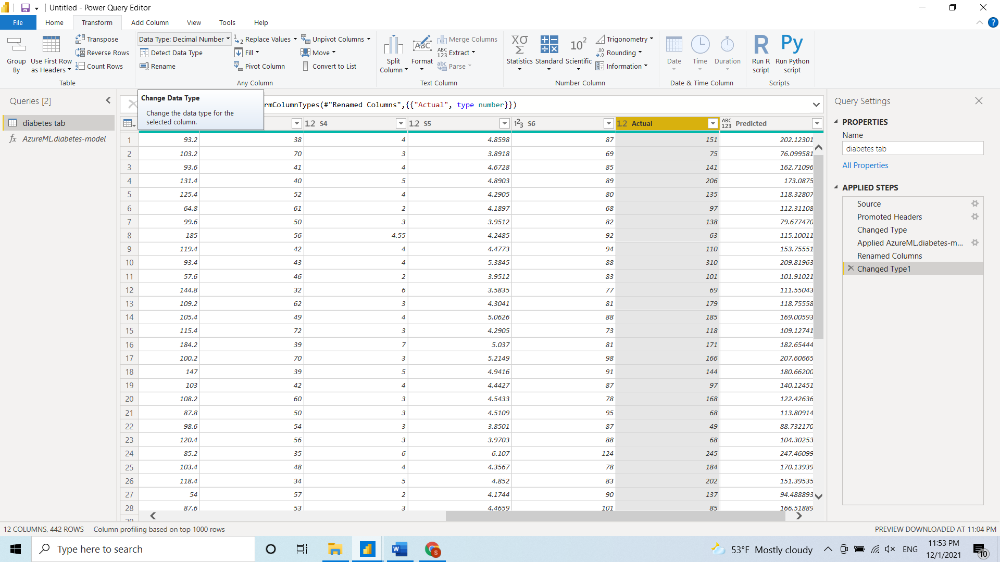 Untitled - Power Query Editor
File Home Transform Add Column View Tools Help
Group By
Use First Row as Headers
Transpose
Reverse Rows
Count Rows
Table
Data Type: Decimal Number
Detect Data Type
Rename
Replace Values
Fill
Pivot Column
Unpivot Columns
Move
Convert to List
Any Column
Split Column
Format
Merge Columns
Extract
Parse
Text Column
Statistics
Standard
Scientific
Trigonometry
Rounding
Information
Number Column
Date
Time
Duration
Date & Time Column
Run R script
Run Python script
Scripts
Queries [2]
diabetes tab
AzureML.diabetes-model
Change Data Type
Change the data type for the
selected column.
rmColumnTypes(#"Renamed Columns",{{"Actual", type number}})
1.2 S4 1.2 S5 123 S6 1.2 Actual ABC 123 Predicted
1 93.2 38 4 4.8598 87 151 202.12301
2 103.2 70 3 3.8918 69 75 76.099581
3 93.6 41 4 4.6728 85 141 162.71096
4 131.4 40 5 4.8903 89 206 173.0875
5 125.4 52 4 4.2905 80 135 118.32807
6 64.8 61 2 4.1897 68 97 112.31108
7 99.6 50 3 3.9512 82 138 79.677470
8 185 56 4.55 4.2485 92 63 115.10011
9 119.4 42 4 4.4773 94 110 153.75551
10 93.4 43 4 5.3845 88 310 209.81963
11 57.6 46 2 3.9512 83 101 101.91021
12 144.8 32 6 3.5835 77 69 111.55043
13 109.2 62 3 4.3041 81 179 118.75558
14 105.4 49 4 5.0626 88 185 169.00593
15 115.4 72 3 4.2905 73 118 109.12741
16 184.2 39 7 5.037 81 171 182.65444
17 100.2 70 3 5.2149 98 166 207.60665
18 147 39 5 4.9416 91 144 180.66200
19 103 42 4 4.4427 87 97 140.12451
20 108.2 60 3 4.5433 78 168 122.42636
21 87.8 50 3 4.5109 95 68 113.80914
22 98.6 54 3 3.8501 87 49 88.732170
23 120.4 56 3 3.9703 88 68 104.30253
24 85.2 35 6 6.107 124 245 247.46099
25 103.4 48 4 4.3567 78 184 170.13939
26 118.4 34 5 4.852 83 202 151.39535
27 54 57 2 4.1744 90 137 94.488893
28 87.6 53 3 4.4659 101 85 166.51889
Query Settings
PROPERTIES
Name
diabetes tab
All Properties
APPLIED STEPS
Source
Promoted Headers
Changed Type
Applied AzureML.diabetes-m...
Renamed Columns
Changed Type1
12 COLUMNS, 442 ROWS Column profiling based on top 1000 rows PREVIEW DOWNLOADED AT 11:04 PM
Type here to search
53°F Mostly cloudy
ENG
11:53 PM
12/1/2021
10